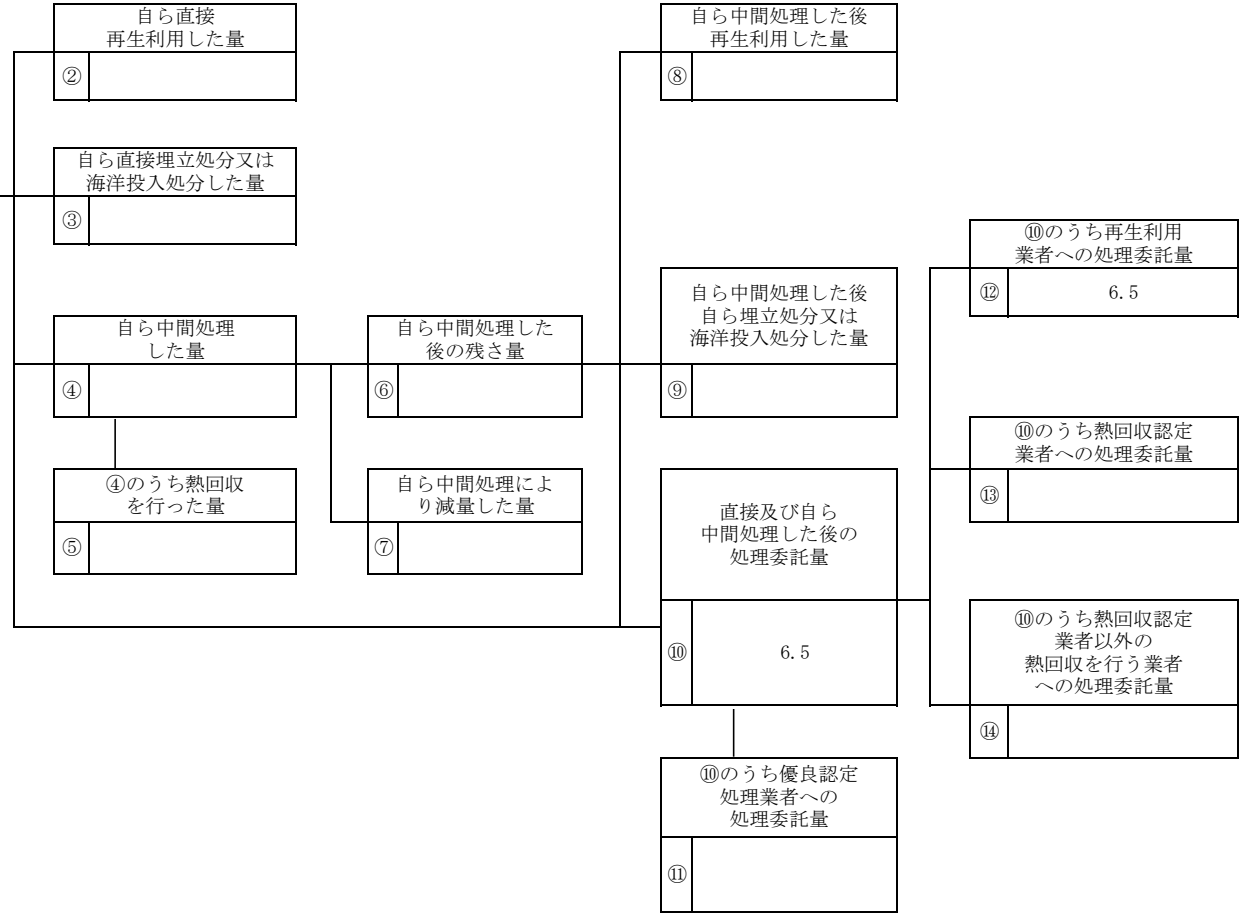 自ら直接
再生利用した量
②
自ら直接埋立処分又は
海洋投入処分した量
③
自ら中間処理
した量
④
④のうち熱回収
を行った量
⑤
自ら中間処理した
後の残さ量
⑥
自ら中間処理によ
り減量した量
⑦
自ら中間処理した後
再生利用した量
⑧
自ら中間処理した後
自ら埋立処分又は
海洋投入処分した量
⑨
直接及び自ら
中間処理した後の
処理委託量
⑩ 6.5
⑩のうち優良認定
処理業者への
処理委託量
⑪
⑩のうち再生利用
業者への処理委託量
⑫ 6.5
⑩のうち熱回収認定
業者への処理委託量
⑬
⑩のうち熱回収認定
業者以外の
熱回収を行う業者
への処理委託量
⑭